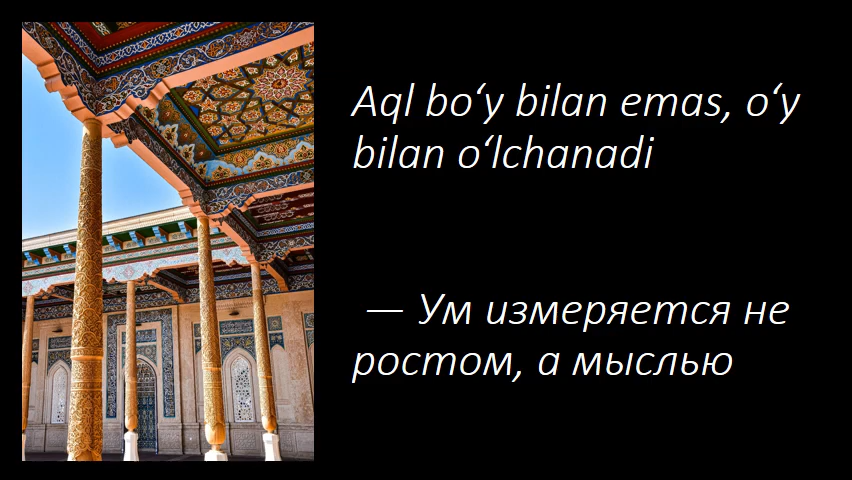 Aql bo‘y bilan emas, o‘y
bilan o‘lchanadi
— Ум измеряется не
ростом, а мыслью